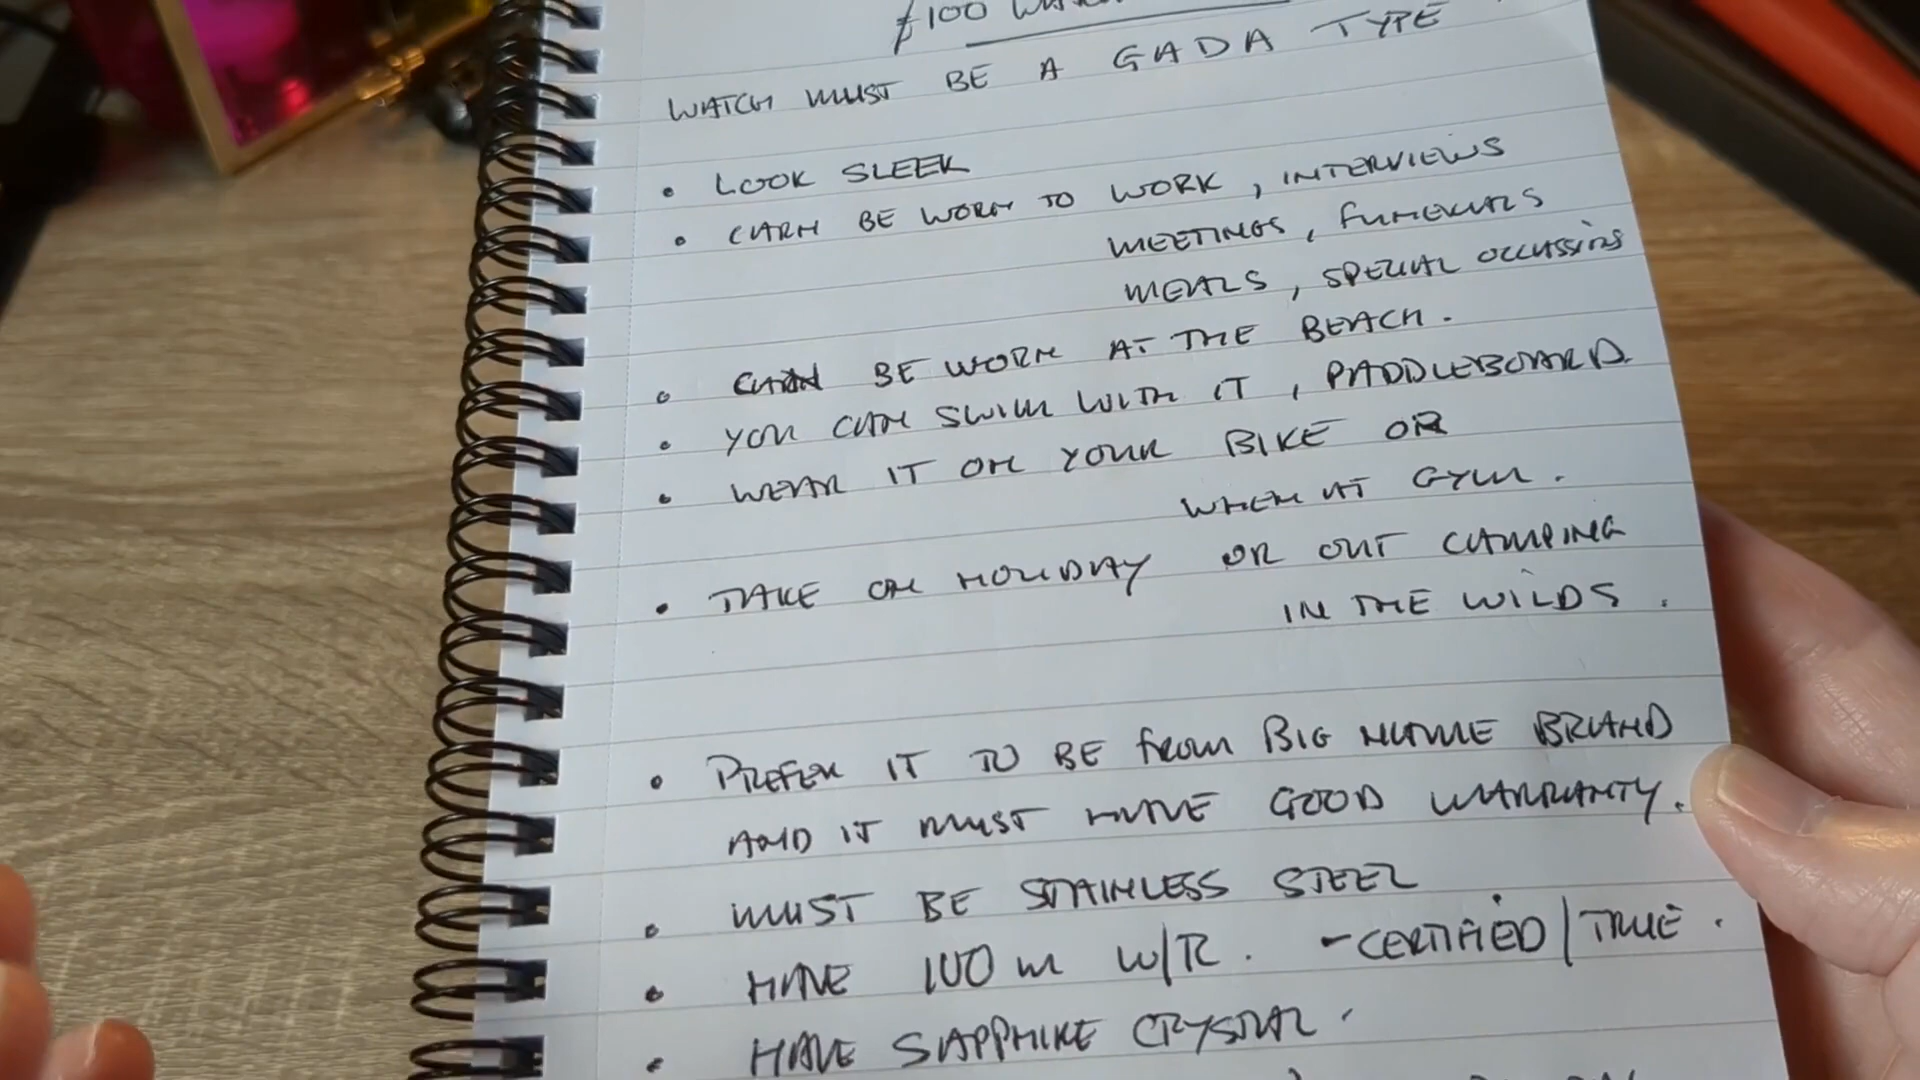 £100
WATCH MUST BE A GADA TYPE
• LOOK SLEEK
• CAN BE WORN TO WORK, INTERVIEWS
MEETINGS, FUNERALS
MEALS, SPECIAL OCCASSIONS
• CAN BE WORN AT THE BEACH.
• YOU CAN SWIM WITH IT, PADDLEBOARD.
• WEAR IT ON YOUR BIKE OR
WHEN AT GYM.
• TAKE ON HOLIDAY OR OUT CAMPING
IN THE WILDS.
• PREFER IT TO BE FROM BIG NAME BRAND
AND IT MUST HAVE GOOD WARRANTY.
• MUST BE STAINLESS STEEL
• HAVE 100m W/R. - CERTIFIED/TRUE.
• HAVE SAPPHIRE CRYSTAL.